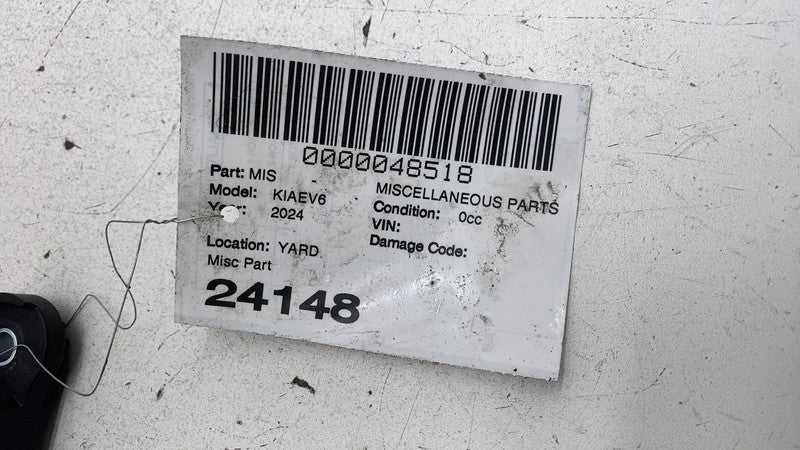 0000048518
Part: MIS - MISCELLANEOUS PARTS
Model: KIAEV6 Condition: 0cc
Year: 2024 VIN:
Location: YARD Damage Code:
Misc Part
24148